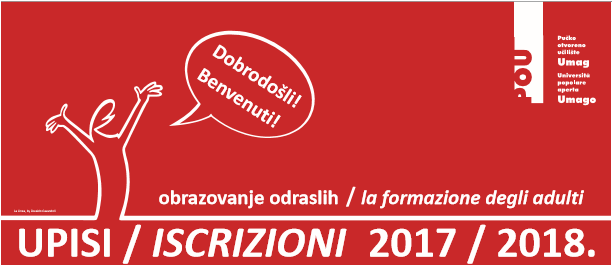 Dobrodošli!
Benvenuti!
POU
Pučko
otvoreno
učilište
Umag
Università
popolare
aperta
Umago
obrazovanje odraslih / la formazione degli adulti
UPISI / ISCRIZIONI 2017 / 2018.